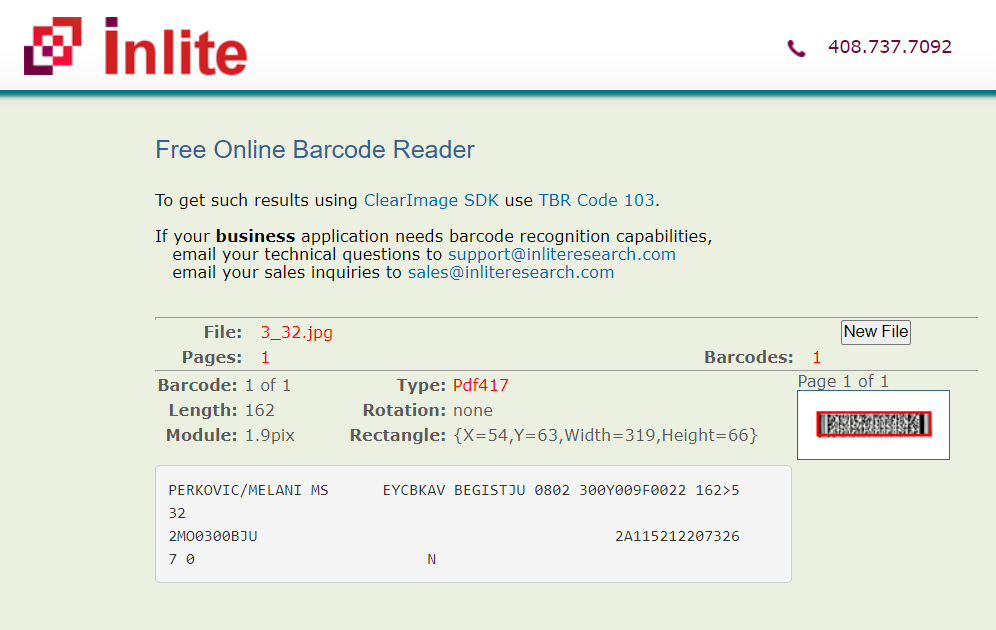 inlite
408.737.7092
Free Online Barcode Reader
To get such results using ClearImage SDK use TBR Code 103.
If your business application needs barcode recognition capabilities,
email your technical questions to support@inliteresearch.com
email your sales inquiries to sales@inliteresearch.com
File: 3_32.jpg New File
Pages: 1 Barcodes: 1
Barcode: 1 of 1 Type: Pdf417 Page 1 of 1
Length: 162 Rotation: none
Module: 1.9pix Rectangle: {X=54,Y=63,Width=319,Height=66}
PERKOVIC/MELANI MS EYCBKAV BEGISTJU 0802 300Y009F0022 162>5
32
2MO0300BJU 2A115212207326
7 0 N